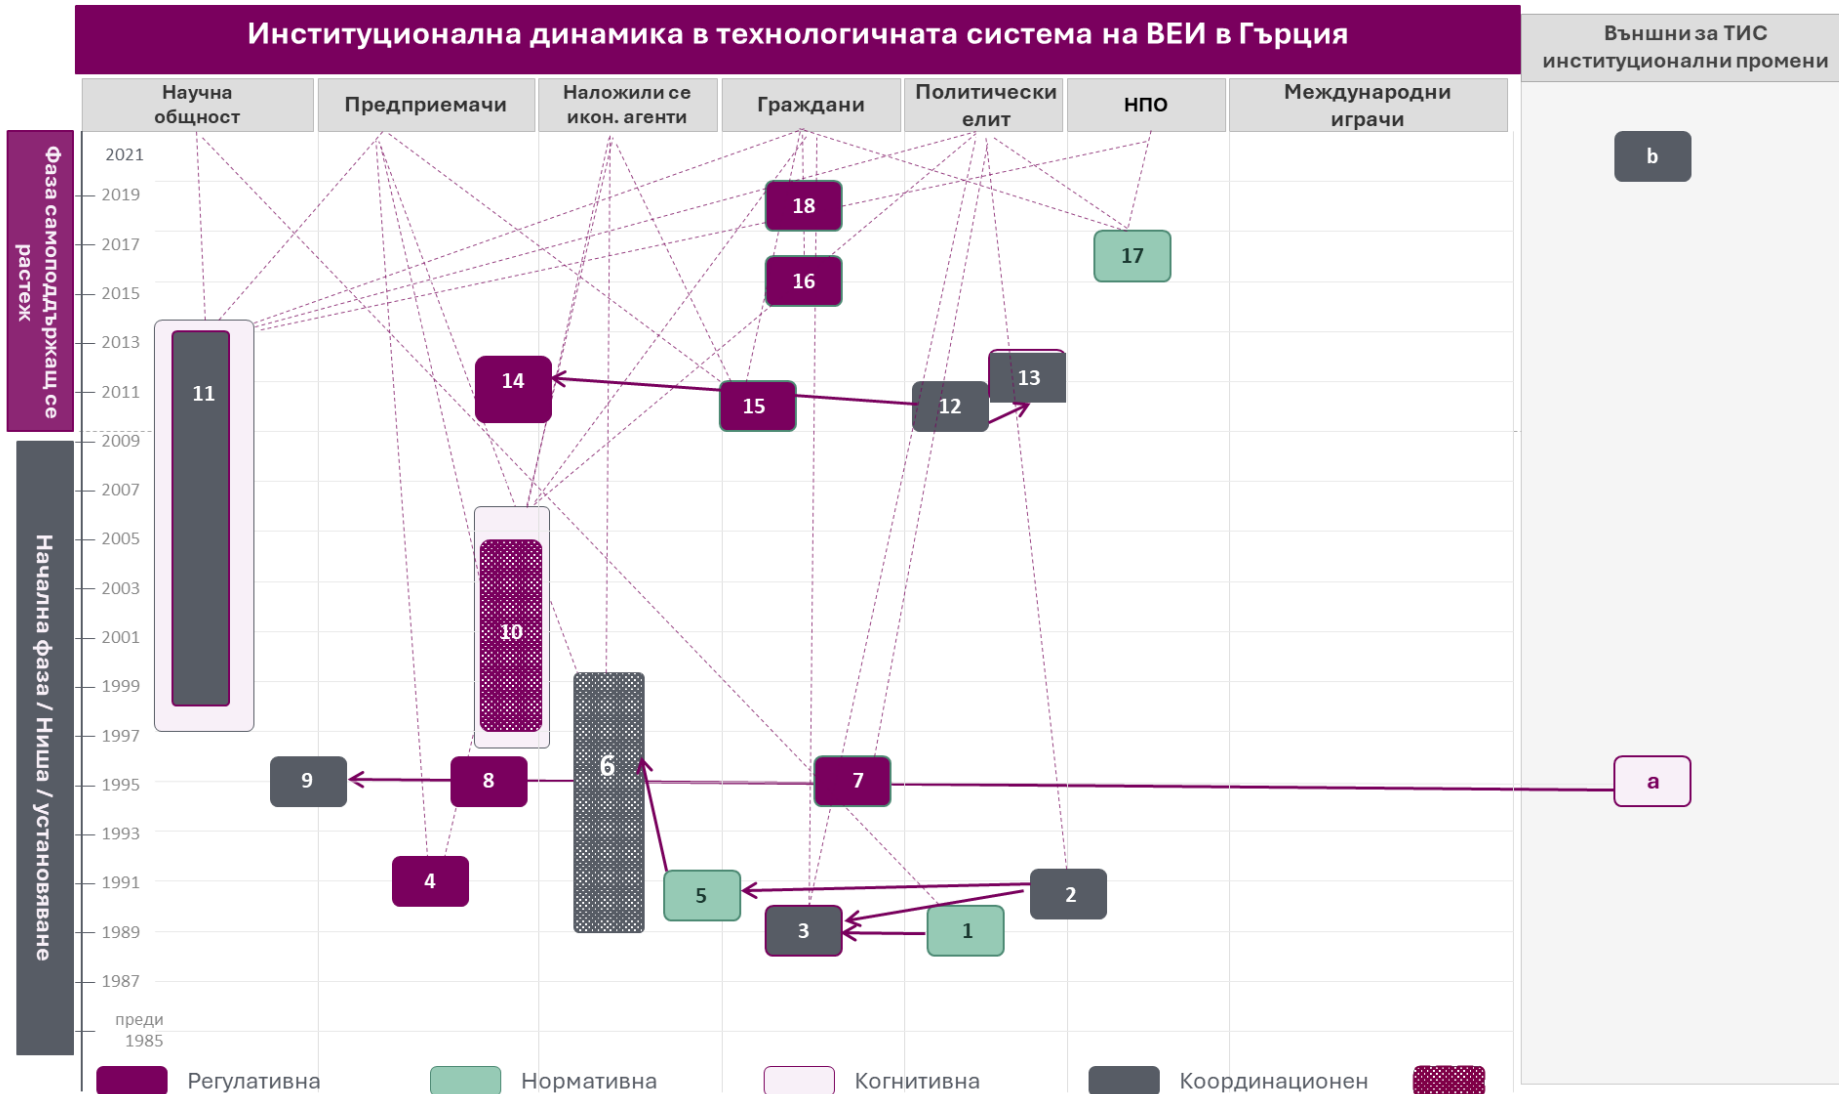 Институционална динамика в технологичната система на ВЕИ в Гърция
Външни за ТИС
институционални промени
Научна
общност
Предприемачи
Наложили се
икон. агенти
Граждани
Политически
елит
НПО
Международни
играчи
Фаза самоподдържащ се
растеж
Начална фаза / Ниша / установяване
2021
2019
2017
2015
2013
2011
2009
2007
2005
2003
2001
1999
1997
1995
1993
1991
1989
1987
преди
1985
b
18
17
16
11
14
15
12
13
10
6
9
8
7
a
4
5
2
3
1
Регулативна
Нормативна
Когнитивна
Координационен